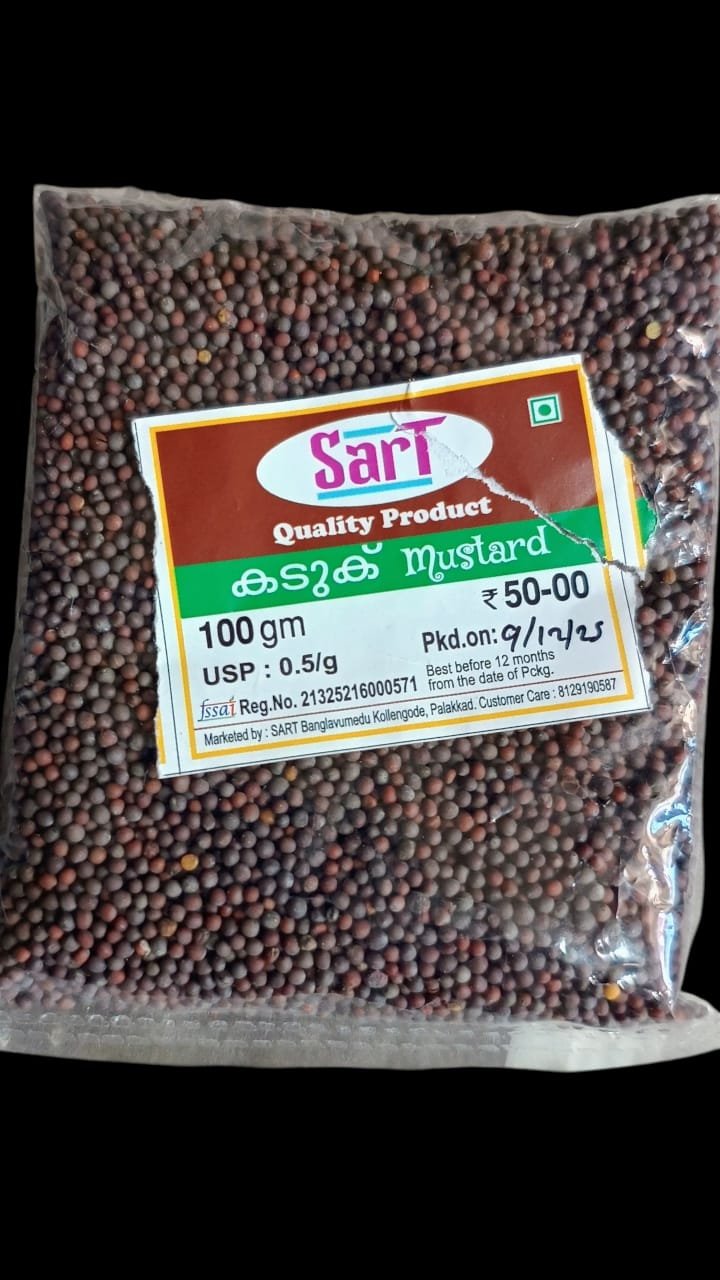 SarT
Quality Product
കടുക് Mustard
100 gm
₹ 50-00
USP : 0.5/g
Pkd.on: 9/12/25
Best before 12 months
from the date of Pckg.
fssai Reg.No. 21325216000571
Marketed by : SART Banglavumedu Kollengode, Palakkad. Customer Care : 8129190587